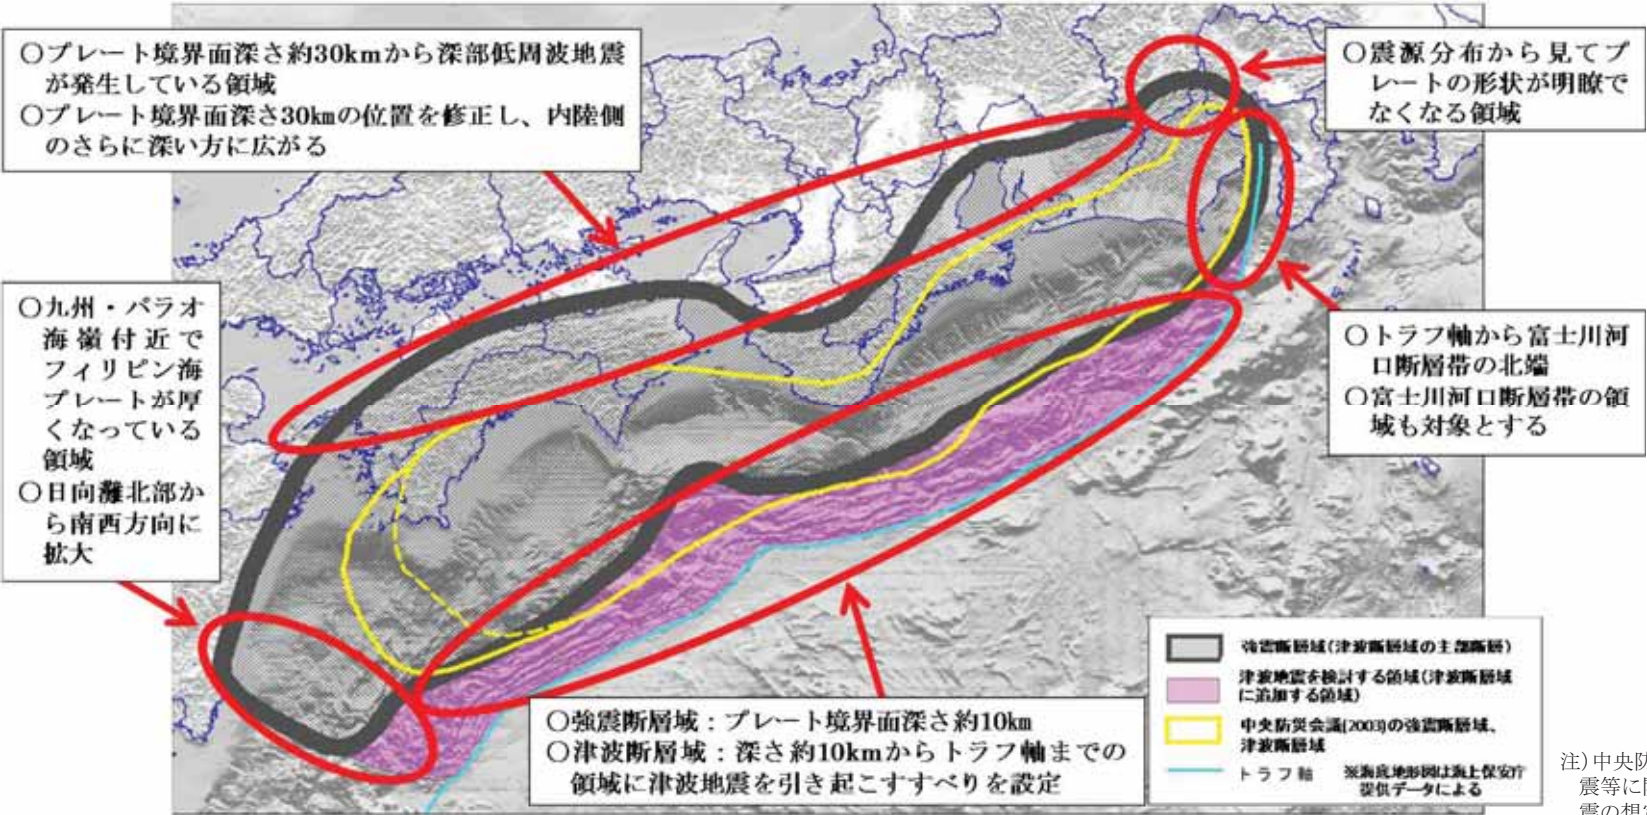 ○プレート境界面深さ約30kmから深部低周波地震
が発生している領域
○プレート境界面深さ30㎞の位置を修正し、内陸側
のさらに深い方に広がる
○震源分布から見てプ
レートの形状が明瞭で
なくなる領域
○九州・パラオ
海嶺付近で
フィリピン海
プレートが厚
くなっている
領域
○日向灘北部か
ら南西方向に
拡大
○トラフ軸から富士川河
口断層帯の北端
○富士川河口断層帯の領
域も対象とする
○強震断層域：プレート境界面深さ約10㎞
○津波断層域：深さ約10kmからトラフ軸までの
領域に津波地震を引き起こすすべりを設定
強震断層域(津波断層域の主部断層)
津波地震を検討する領域(津波断層域
に追加する領域)
中央防災会議(2003)の強震断層域、
津波断層域
トラフ軸
※海底地形図は海上保安庁
提供データによる
注)中央防
震等に関
震の想定